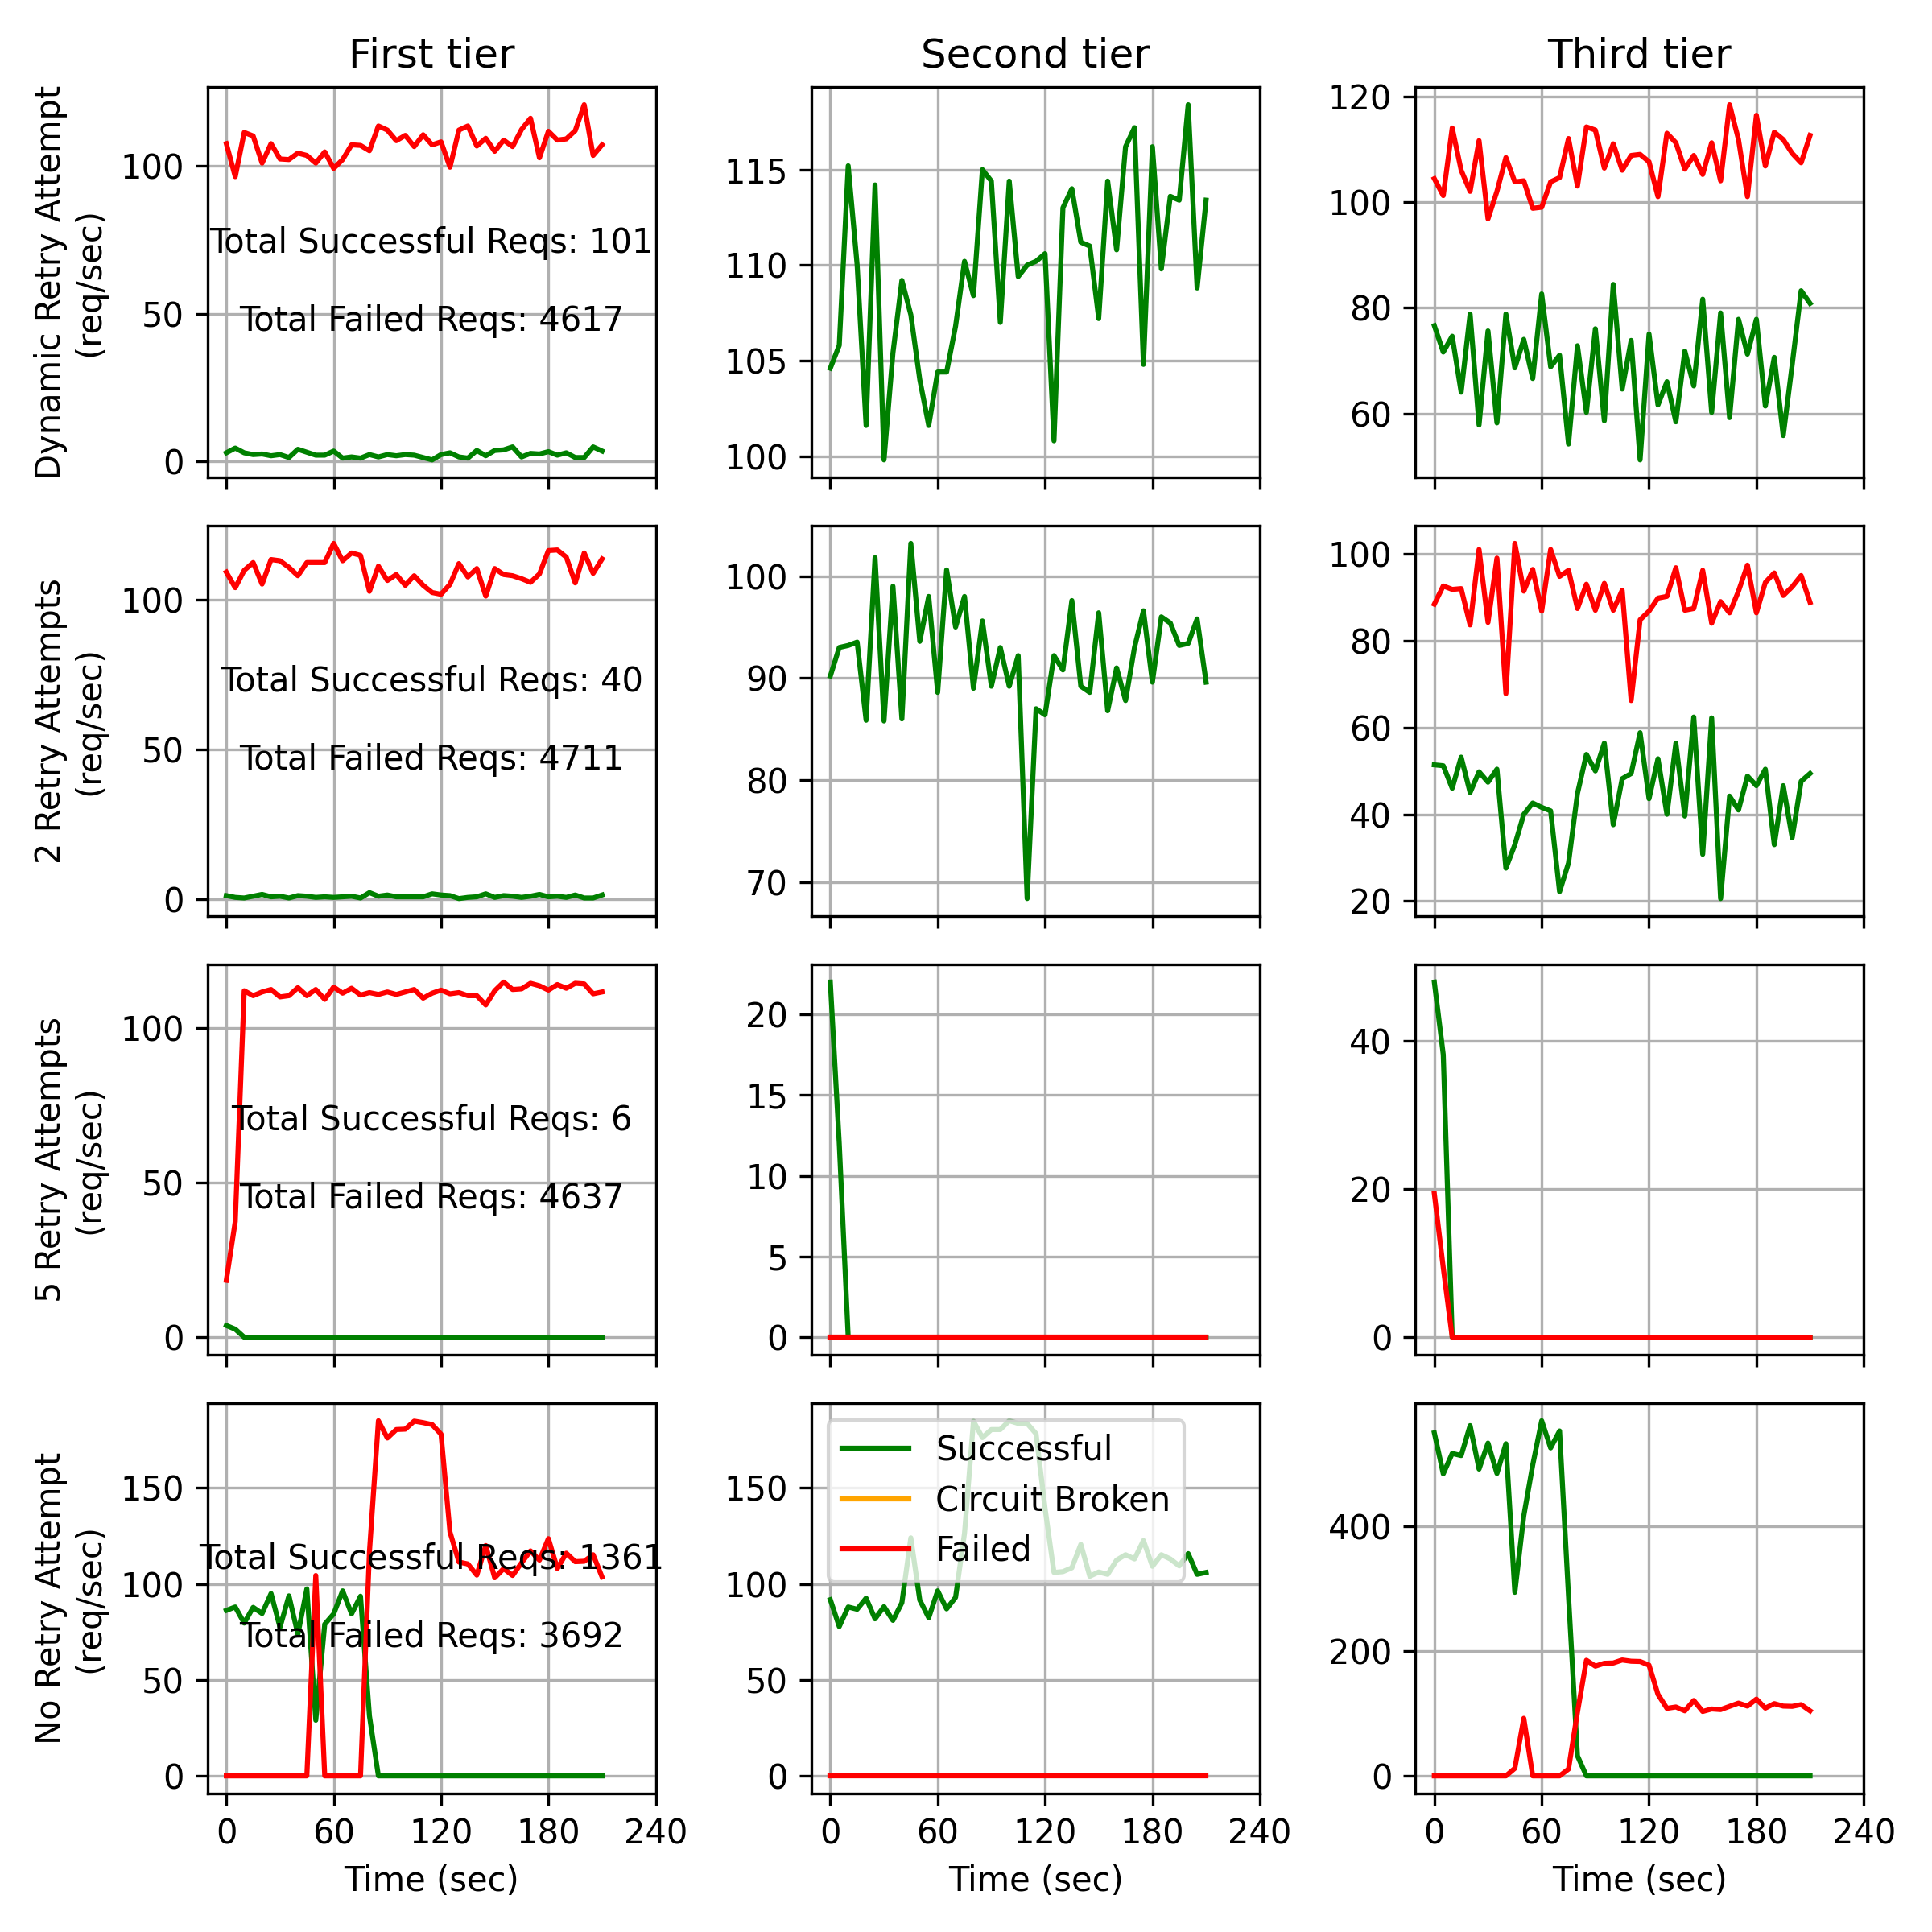 First tier
Second tier
Third tier
Dynamic Retry Attempt
(req/sec)
100
50
0
Total Successful Reqs: 101
Total Failed Reqs: 4617
115
110
105
100
120
100
80
60
2 Retry Attempts
(req/sec)
100
50
0
Total Successful Reqs: 40
Total Failed Reqs: 4711
100
90
80
70
100
80
60
40
20
5 Retry Attempts
(req/sec)
100
50
0
Total Successful Reqs: 6
Total Failed Reqs: 4637
20
15
10
5
0
40
20
0
No Retry Attempt
(req/sec)
150
100
50
0
Total Successful Reqs: 1361
Total Failed Reqs: 3692
150
100
50
0
Successful
Circuit Broken
Failed
400
200
0
0 60 120 180 240
0 60 120 180 240
0 60 120 180 240
Time (sec)
Time (sec)
Time (sec)